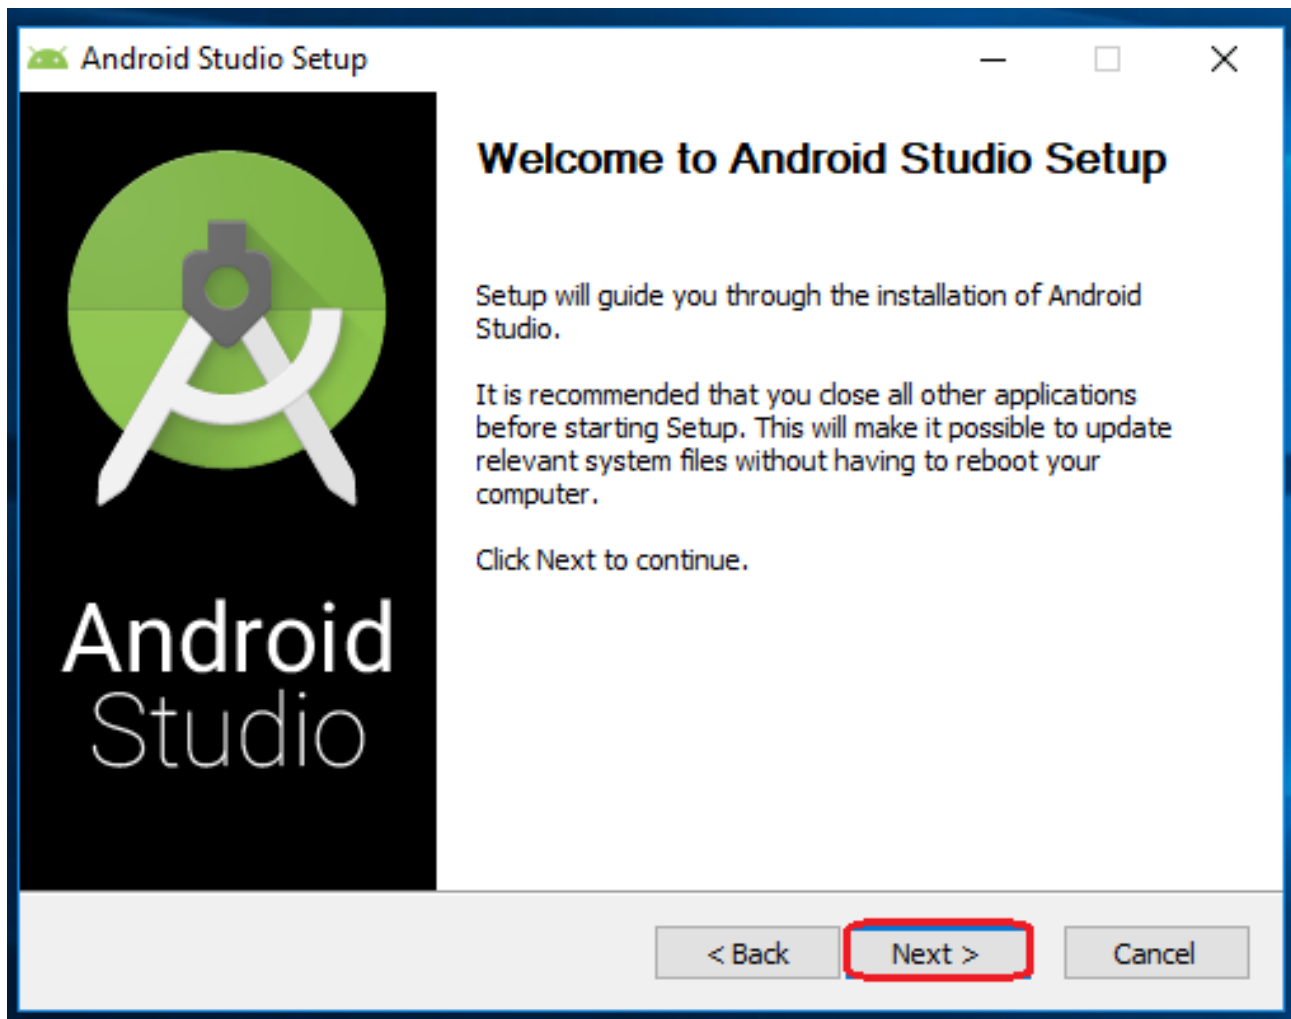 Android Studio Setup
Welcome to Android Studio Setup
Setup will guide you through the installation of Android
Studio.
It is recommended that you close all other applications
before starting Setup. This will make it possible to update
relevant system files without having to reboot your
computer.
Click Next to continue.
Android
Studio
< Back
Next >
Cancel